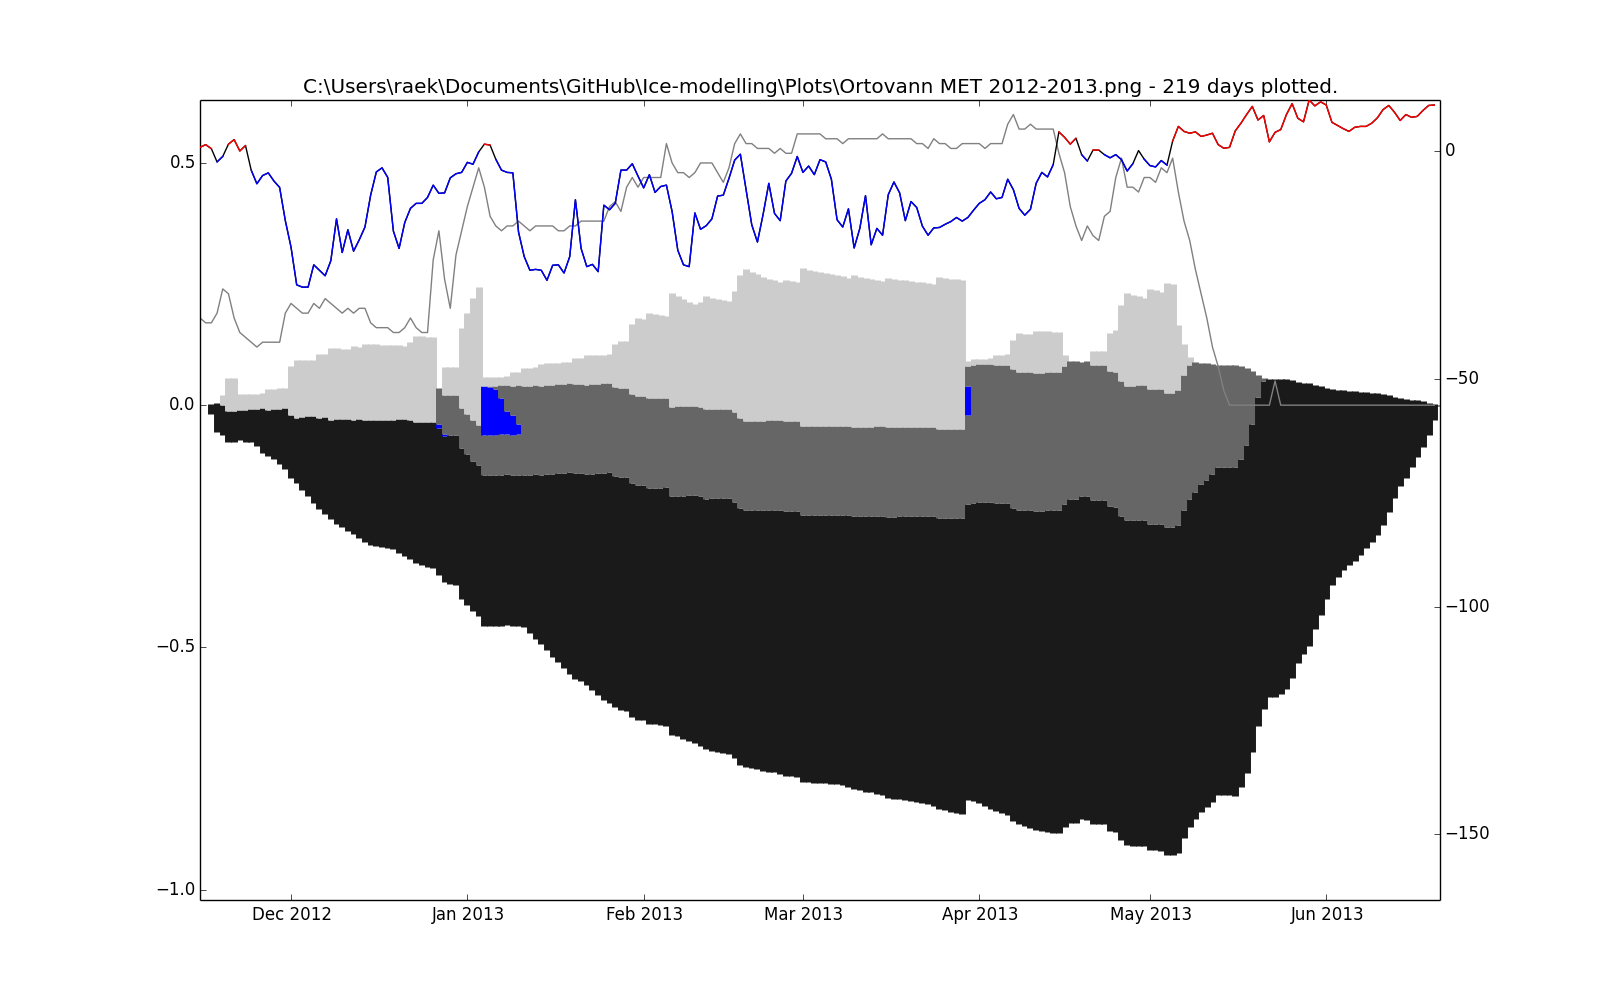 C:\Users\raek\Documents\GitHub\Ice-modelling\Plots\Ortovann MET 2012-2013.png - 219 days plotted.
0.5
0.0
−0.5
−1.0
0
−50
−100
−150
Dec 2012
Jan 2013
Feb 2013
Mar 2013
Apr 2013
May 2013
Jun 2013